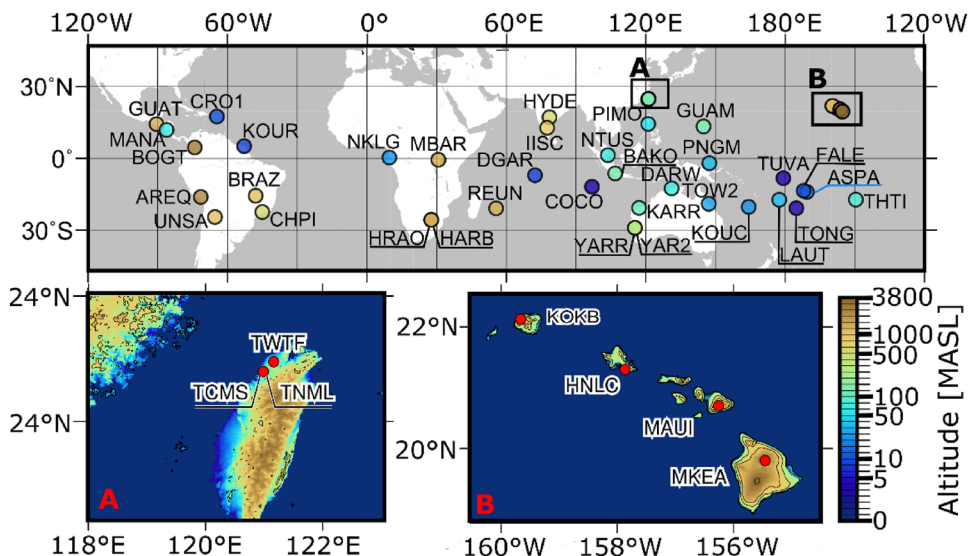 120°W 60°W 0°E 60°E 120°E 180°E 120°W
30°N
0°
30°S
A
B
GUAT CRO1
MANA
BOGT
KOUR
AREQ
UNSA
BRAZ
CHPI
NKLG MBAR
HRAO HARB
REUN
DGAR
HYDE
IISC
COCO
PIMO
NTUS
BAKO
GUAM
PNGM
DARW
TOW2
KARR
YARR YAR2
KOUC
TUVA
FALE
ASPA
THTI
TONG
LAUT
24°N
24°N
TWTF
TCMS TNML
A
118°E 120°E 122°E
22°N
20°N
KOKB
HNLC
MAUI
MKEA
B
160°W 158°W 156°W
3800
1000
500
100
50
10
5
0
Altitude [MASL]